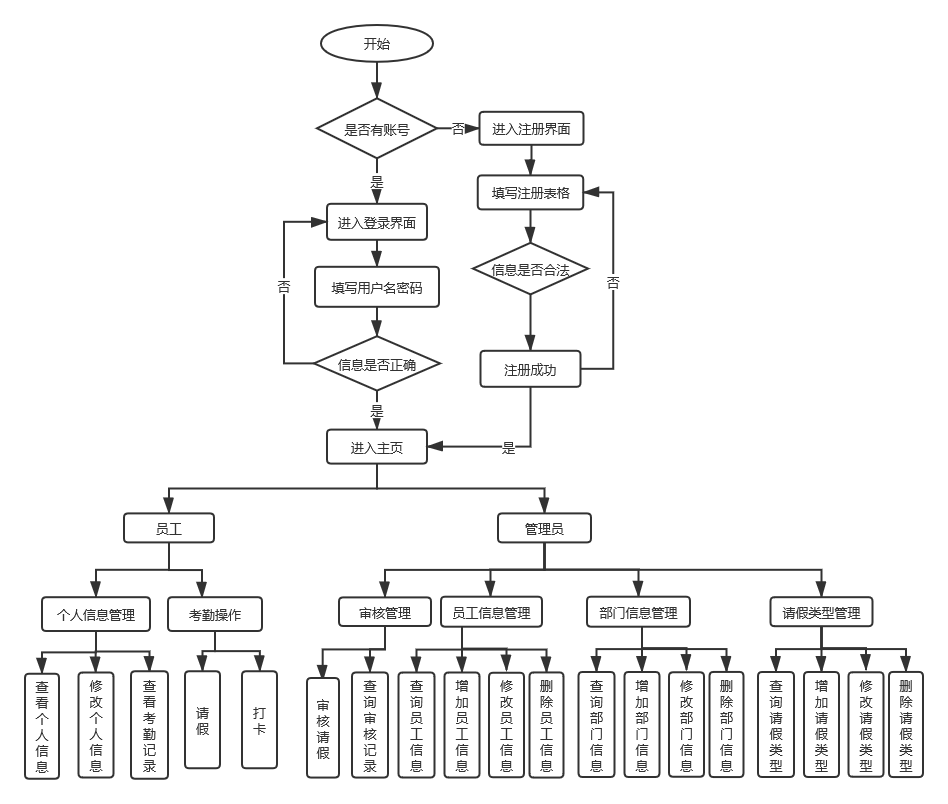 开始
是否有账号
否
进入注册界面
是
填写注册表格
进入登录界面
信息是否合法
否
否
填写用户名密码
信息是否正确
注册成功
是
进入主页
是
员工
管理员
个人信息管理
考勤操作
审核管理
员工信息管理
部门信息管理
请假类型管理
查看个人信息
修改个人信息
查看考勤记录
请假
打卡
审核请假
查询审核记录
查询员工信息
增加员工信息
修改员工信息
删除员工信息
查询部门信息
增加部门信息
修改部门信息
删除部门信息
查询请假类型
增加请假类型
修改请假类型
删除请假类型